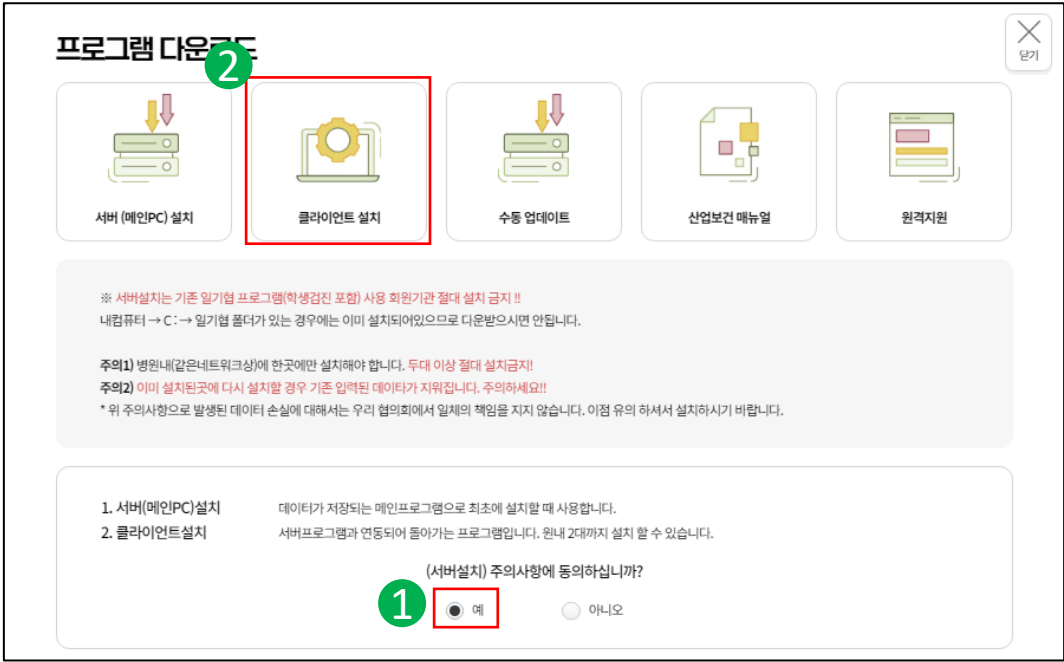 프로그램 다운로드
닫기
2
서버 (메인PC) 설치
클라이언트 설치
수동 업데이트
산업보건 매뉴얼
원격지원
※ 서버설치는 기존 일기협 프로그램(학생검진 포함) 사용 회원기관 절대 설치 금지 !!
내컴퓨터 → C : → 일기협 폴더가 있는 경우에는 이미 설치되어있으므로 다운받으시면 안됩니다.
주의1) 병원내(같은네트워크상)에 한곳에만 설치해야 합니다. 두대 이상 절대 설치금지!
주의2) 이미 설치된곳에 다시 설치할 경우 기존 입력된 데이타가 지워집니다. 주의하세요!!
* 위 주의사항으로 발생된 데이터 손실에 대해서는 우리 협의회에서 일체의 책임을 지지 않습니다. 이점 유의 하셔서 설치하시기 바랍니다.
1. 서버(메인PC)설치 데이터가 저장되는 메인프로그램으로 최초에 설치할 때 사용합니다.
2. 클라이언트설치 서버프로그램과 연동되어 돌아가는 프로그램입니다. 원내 2대까지 설치 할 수 있습니다.
(서버설치) 주의사항에 동의하십니까?
1 예 아니오